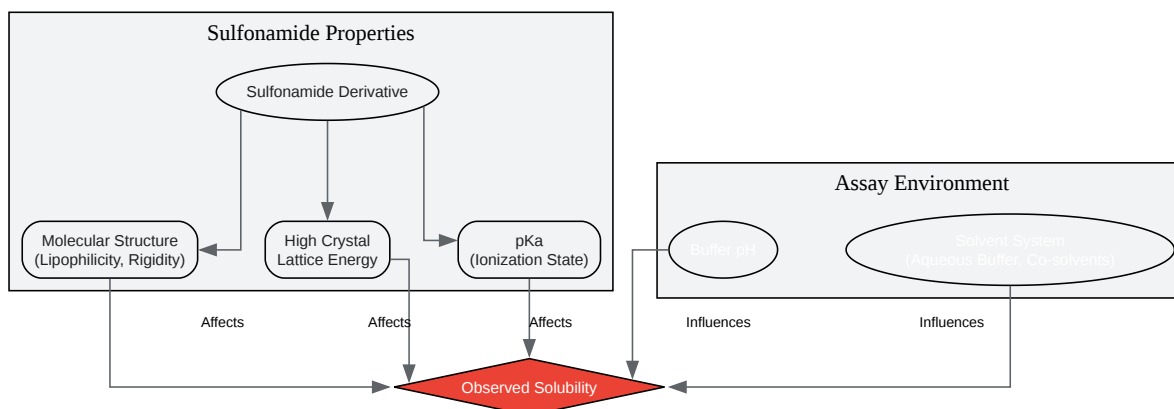 Sulfonamide Properties
Sulfonamide Derivative
Molecular Structure
(Lipophilicity, Rigidity)
High Crystal
Lattice Energy
pKa
(Ionization State)
Assay Environment
Buffer pH
Solvent System
(Aqueous Buffer, Co-solvents)
Affects
Affects
Affects
Influences
Influences
Observed Solubility